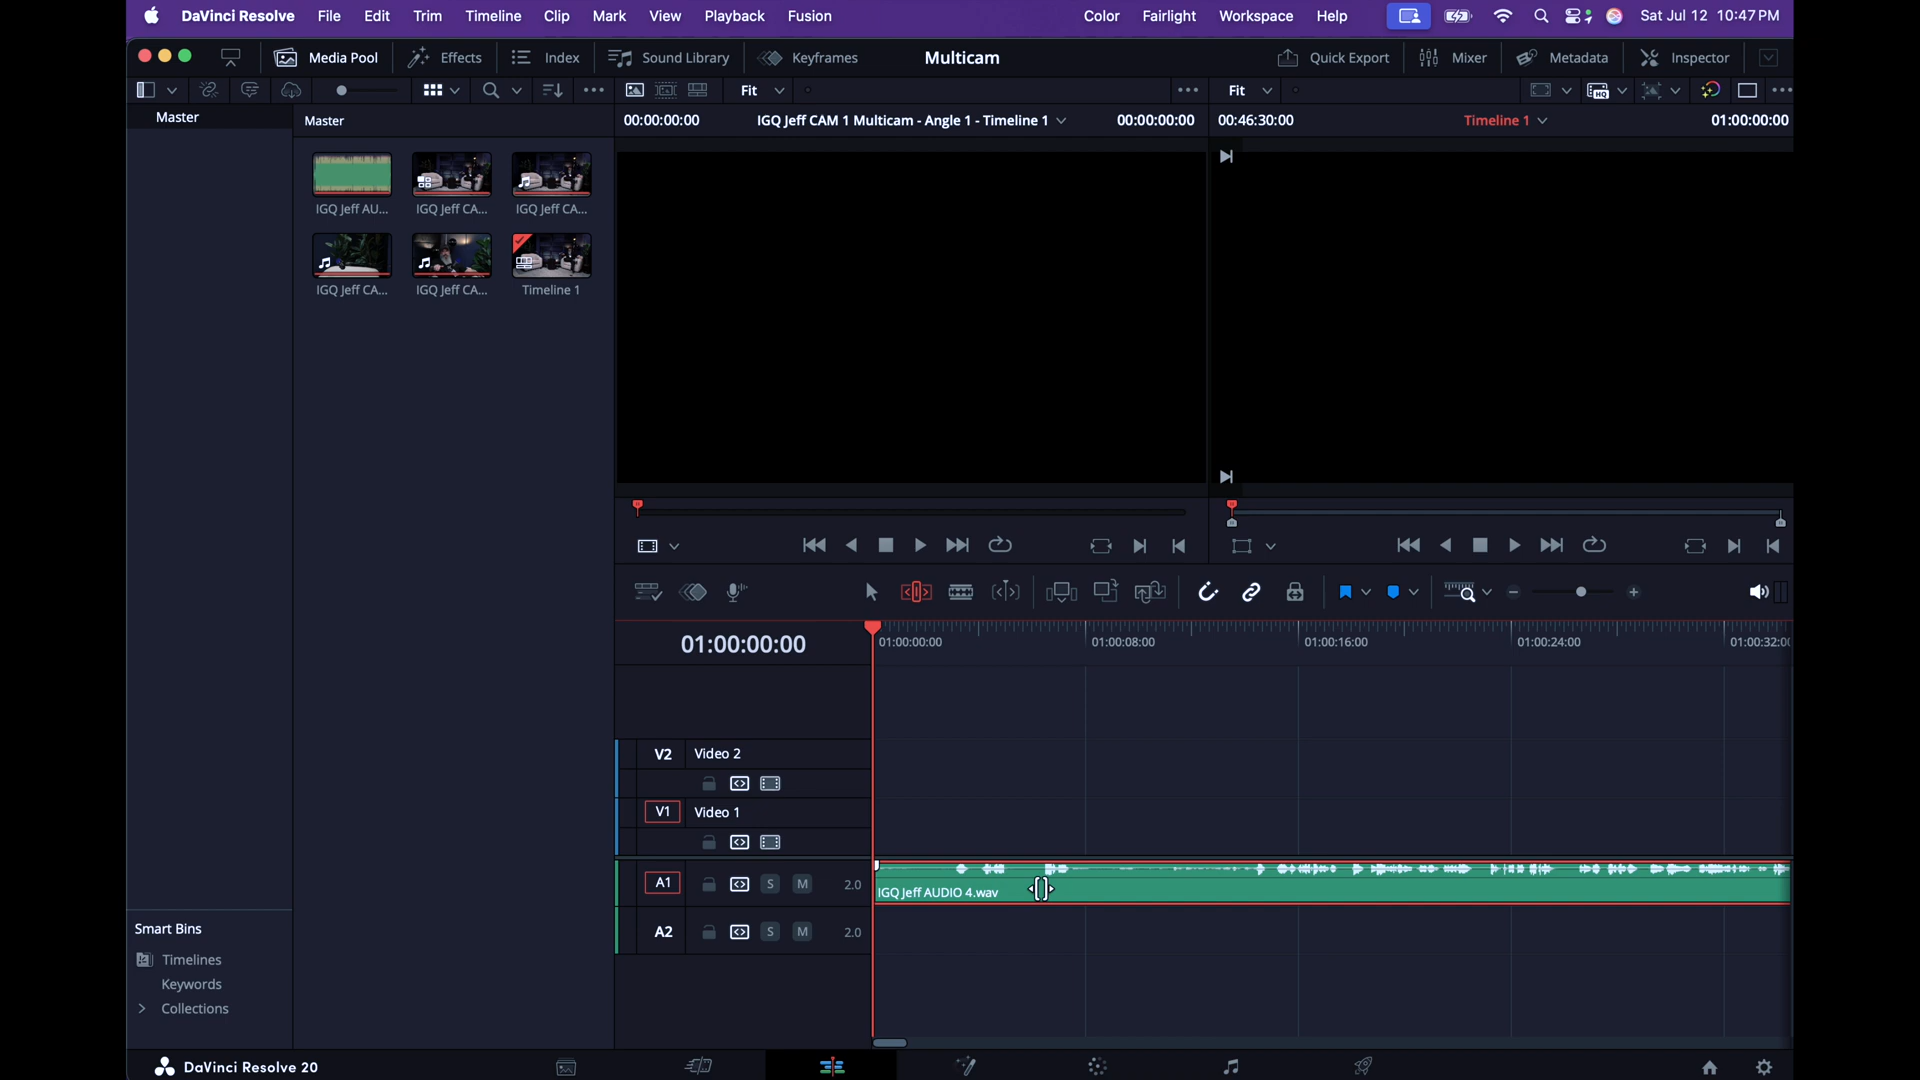 DaVinci Resolve File Edit Trim Timeline Clip Mark View Playback Fusion Color Fairlight Workspace Help Sat Jul 12 10:47 PM
Media Pool Effects Index Sound Library Keyframes Multicam Quick Export Mixer Metadata Inspector
Fit Fit
Master Master 00:00:00:00 IGQ Jeff CAM 1 Multicam - Angle 1 - Timeline 1 00:00:00:00 00:46:30:00 Timeline 1 01:00:00:00
IGQ Jeff AU... IGQ Jeff CA... IGQ Jeff CA...
IGQ Jeff CA... IGQ Jeff CA... Timeline 1
01:00:00:00 01:00:00:00 01:00:08:00 01:00:16:00 01:00:24:00 01:00:32:00
V2 Video 2
V1 Video 1
A1 S M 2.0 IGQ Jeff AUDIO 4.wav
A2 S M 2.0
Smart Bins
Timelines
Keywords
Collections
DaVinci Resolve 20